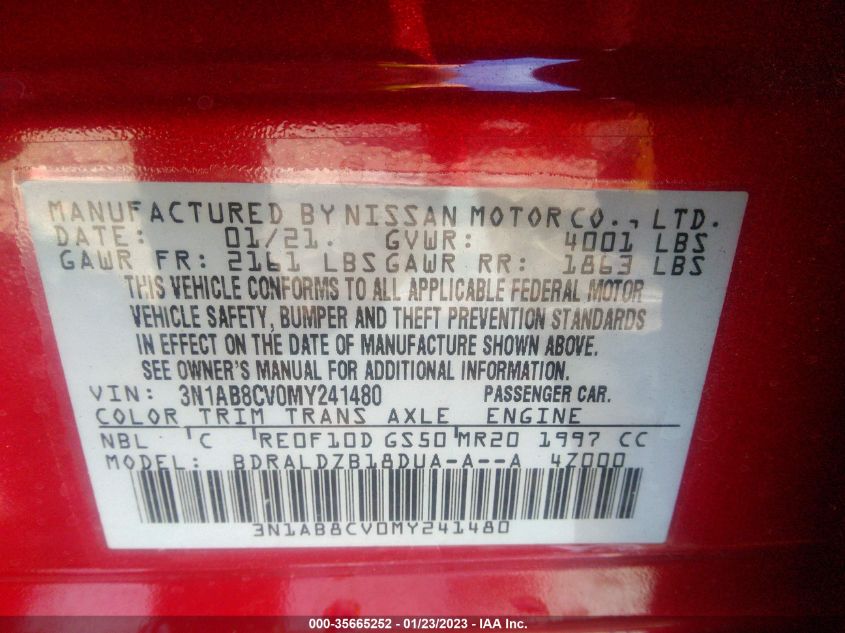 MANUFACTURED BY NISSAN MOTOR CO., LTD.
DATE: 01/21. GVWR: 4001 LBS
GAWR FR: 2161 LBS GAWR RR: 1863 LBS
THIS VEHICLE CONFORMS TO ALL APPLICABLE FEDERAL MOTOR
VEHICLE SAFETY, BUMPER AND THEFT PREVENTION STANDARDS
IN EFFECT ON THE DATE OF MANUFACTURE SHOWN ABOVE.
SEE OWNER'S MANUAL FOR ADDITIONAL INFORMATION.
VIN: 3N1AB8CV0MY241480 PASSENGER CAR.
COLOR TRIM TRANS AXLE ENGINE
NBL C RE0F10D GS50 MR20 1997 CC
MODEL: BDRALDZB18DUA-A--A 4Z000
3N1AB8CV0MY241480
000-35665252 - 01/23/2023 - IAA Inc.